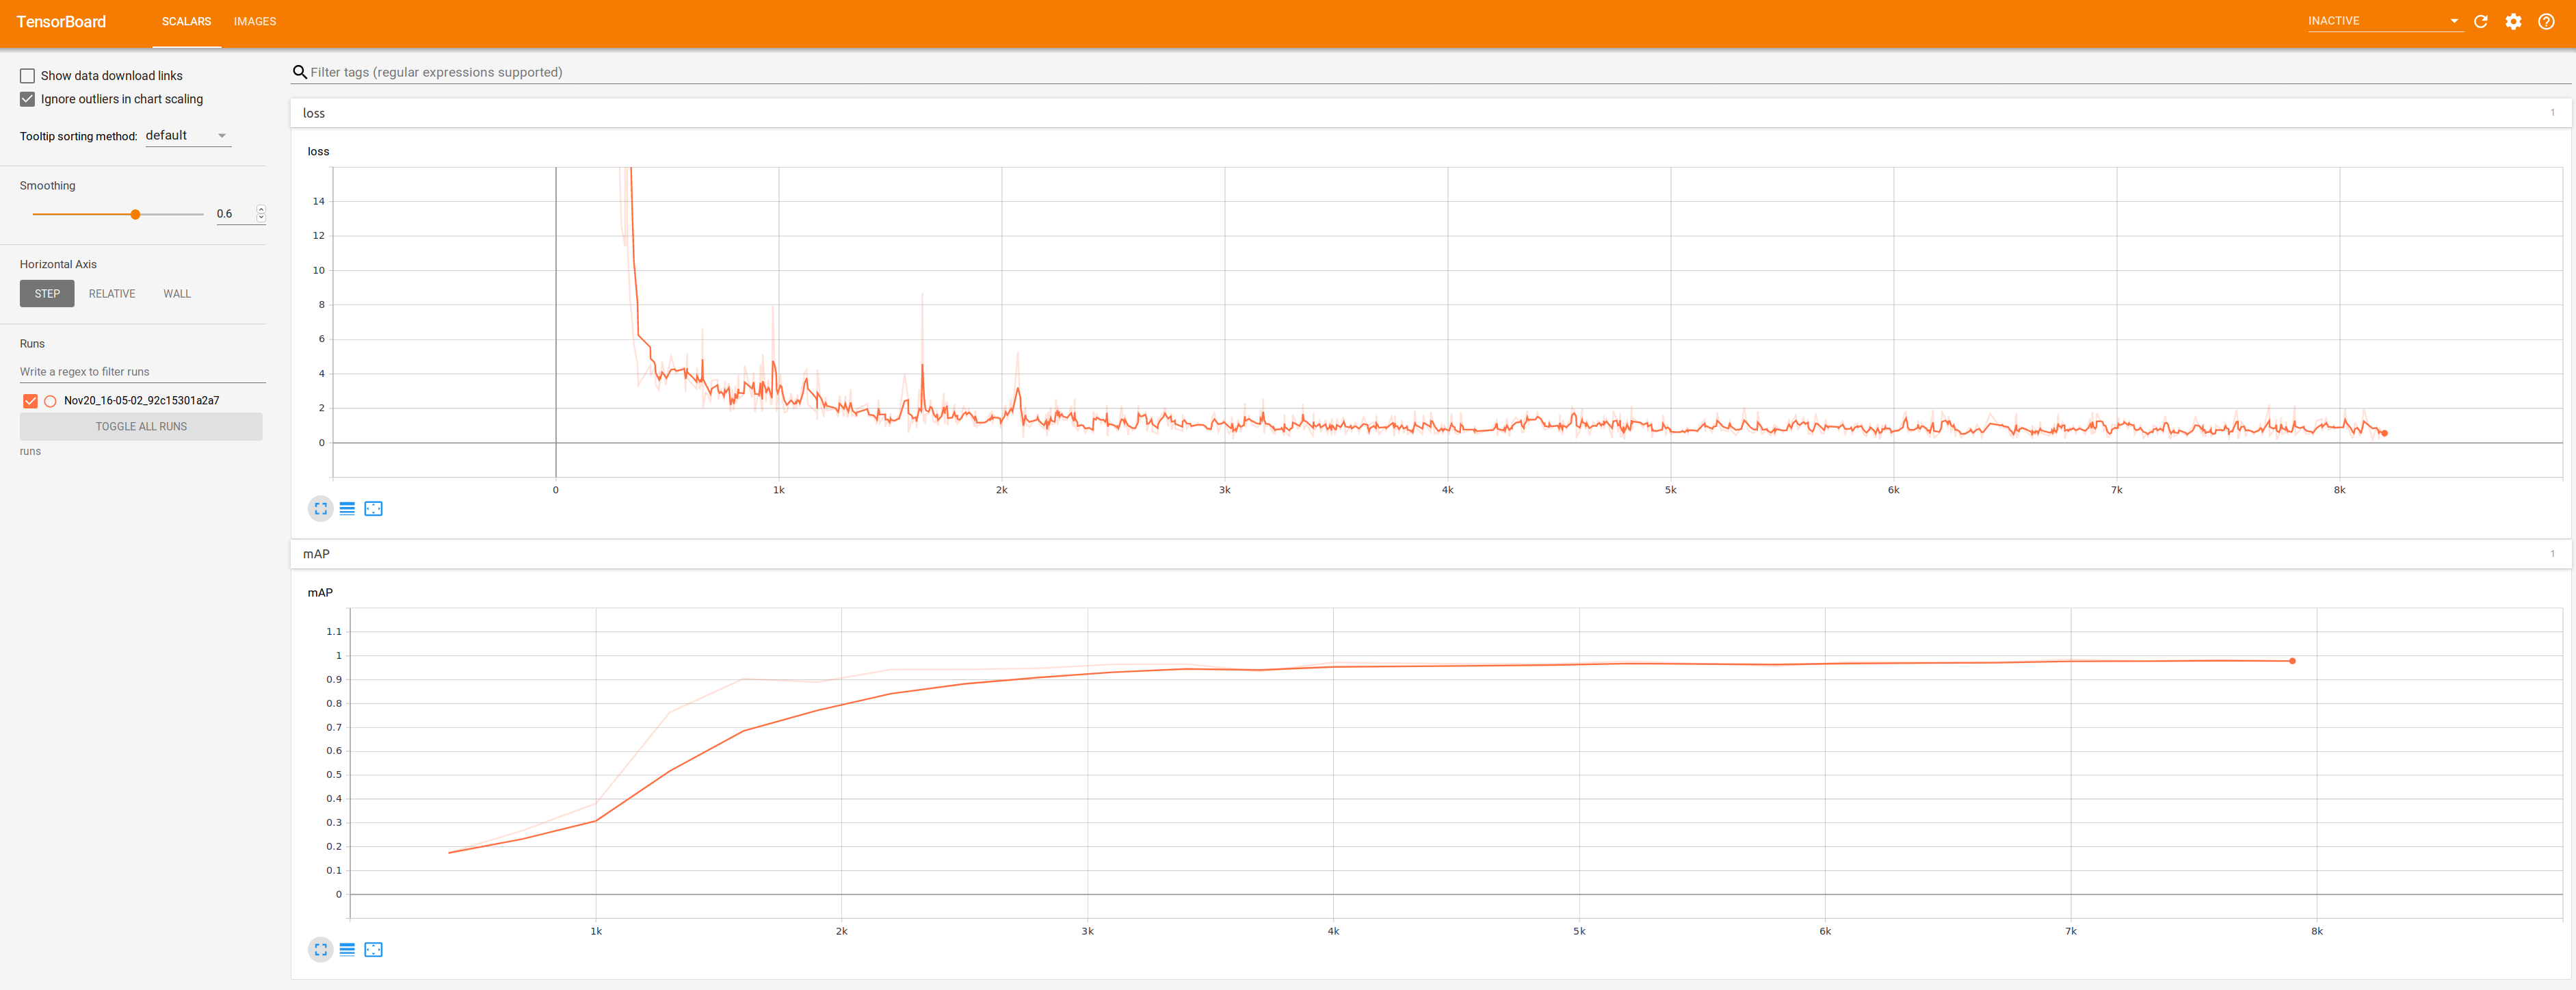 TensorBoard SCALARS IMAGES INACTIVE
Show data download links
Ignore outliers in chart scaling
Tooltip sorting method: default
Smoothing
0.6
Horizontal Axis
STEP RELATIVE WALL
Runs
Write a regex to filter runs
Nov20_16-05-02_92c15301a2a7
TOGGLE ALL RUNS
runs
Filter tags (regular expressions supported)
loss 1
loss
14
12
10
8
6
4
2
0
0 1k 2k 3k 4k 5k 6k 7k 8k
mAP 1
mAP
1.1
1
0.9
0.8
0.7
0.6
0.5
0.4
0.3
0.2
0.1
0
1k 2k 3k 4k 5k 6k 7k 8k